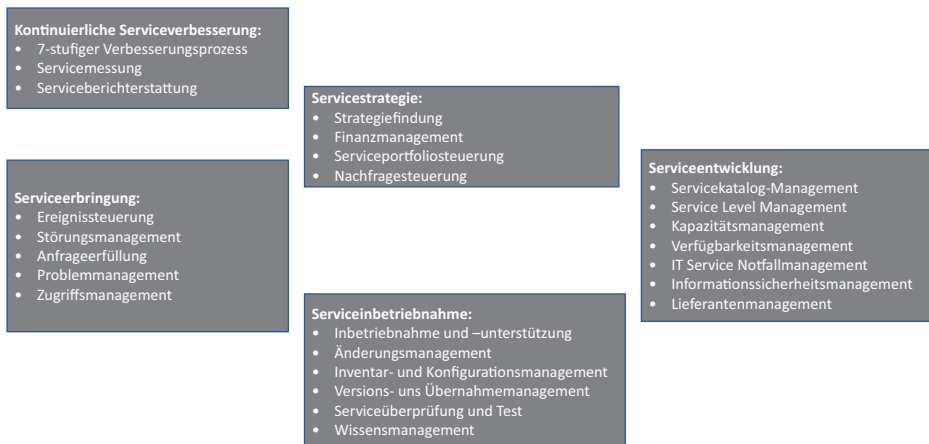 Kontinuierliche Serviceverbesserung:
• 7-stufiger Verbesserungsprozess
• Servicemessung
• Serviceberichterstattung
Servicestrategie:
• Strategiefindung
• Finanzmanagement
• Serviceportfoliosteuerung
• Nachfragesteuerung
Serviceentwicklung:
• Servicekatalog-Management
• Service Level Management
• Kapazitätsmanagement
• Verfügbarkeitsmanagement
• IT Service Notfallmanagement
• Informationssicherheitsmanagement
• Lieferantenmanagement
Serviceerbringung:
• Ereignissteuerung
• Störungsmanagement
• Anfrageerfüllung
• Problemmanagement
• Zugriffsmanagement
Serviceinbetriebnahme:
• Inbetriebnahme und –unterstützung
• Änderungsmanagement
• Inventar- und Konfigurationsmanagement
• Versions- uns Übernahmemanagement
• Serviceüberprüfung und Test
• Wissensmanagement